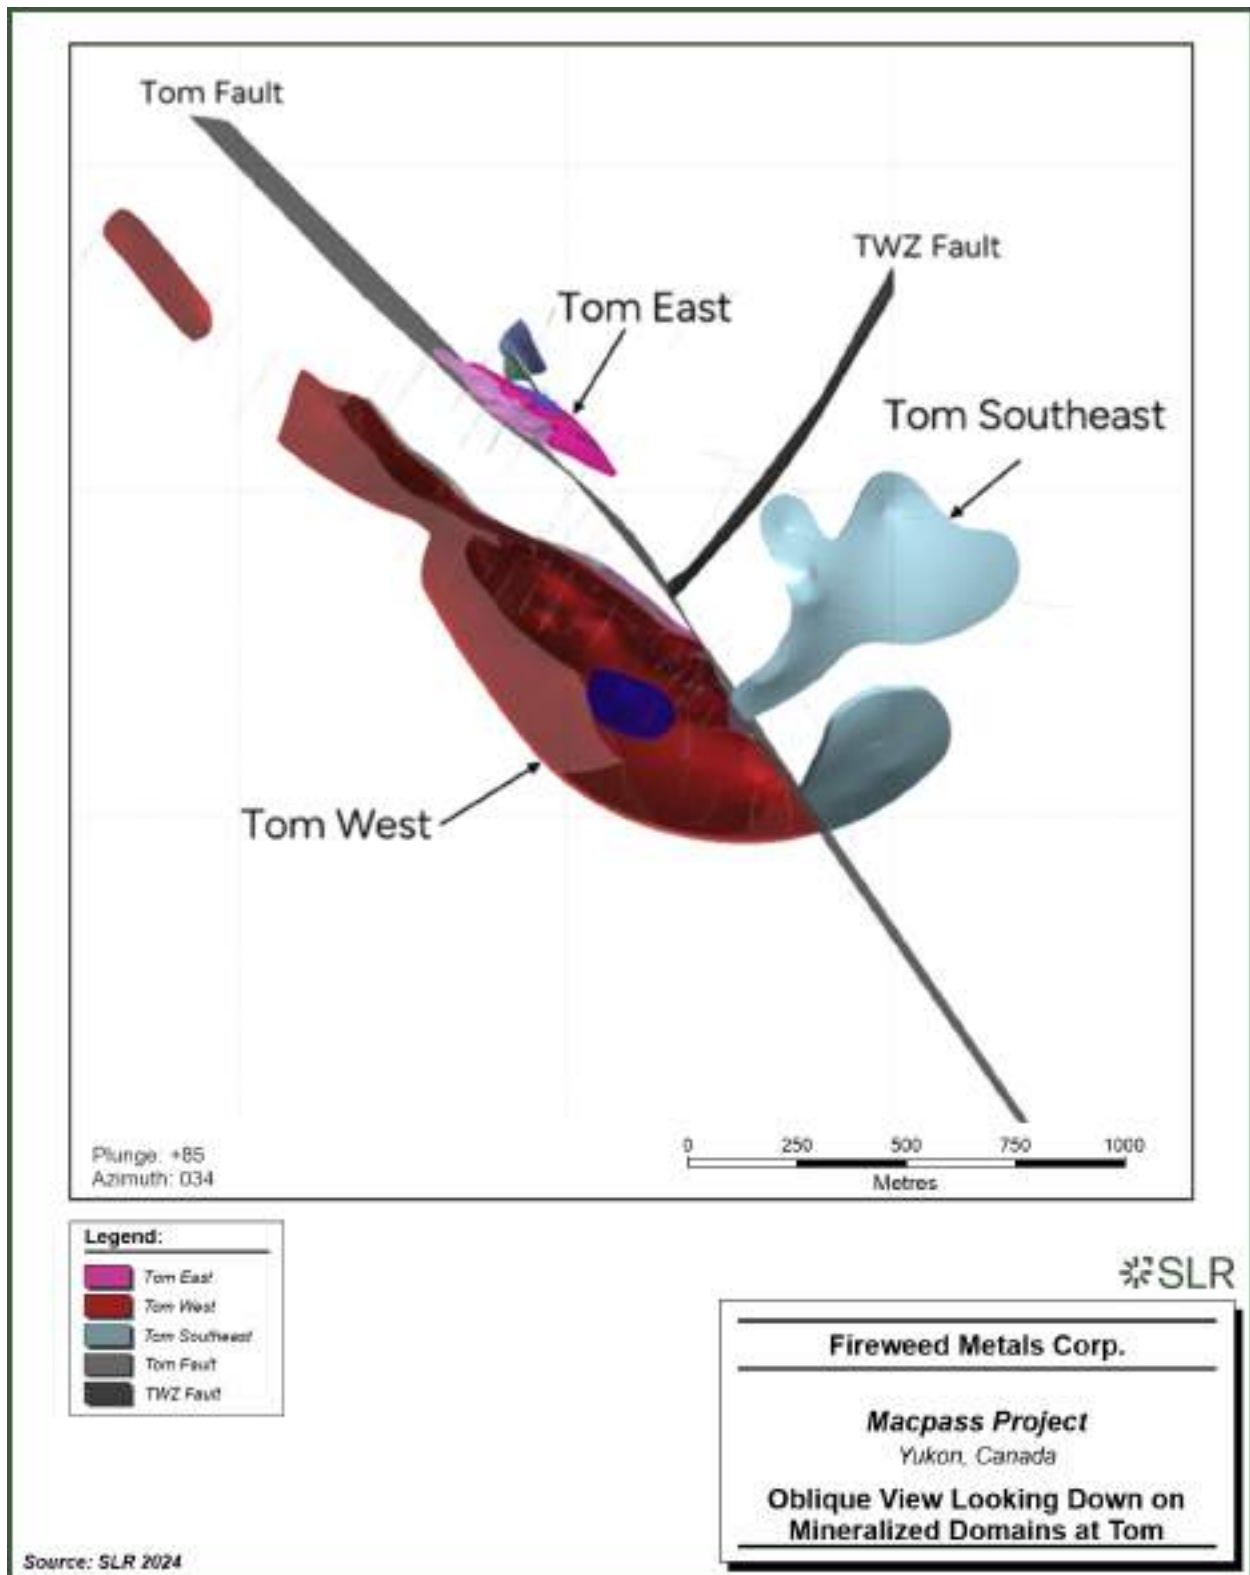 Tom Fault
TWZ Fault
Tom East
Tom Southeast
Tom West
Plunge: +85
Azimuth: 034
0 250 500 750 1000
Metres
Legend:
Tom East
Tom West
Tom Southeast
Tom Fault
TWZ Fault
SLR
Fireweed Metals Corp.
Macpass Project
Yukon, Canada
Oblique View Looking Down on
Mineralized Domains at Tom
Source: SLR 2024